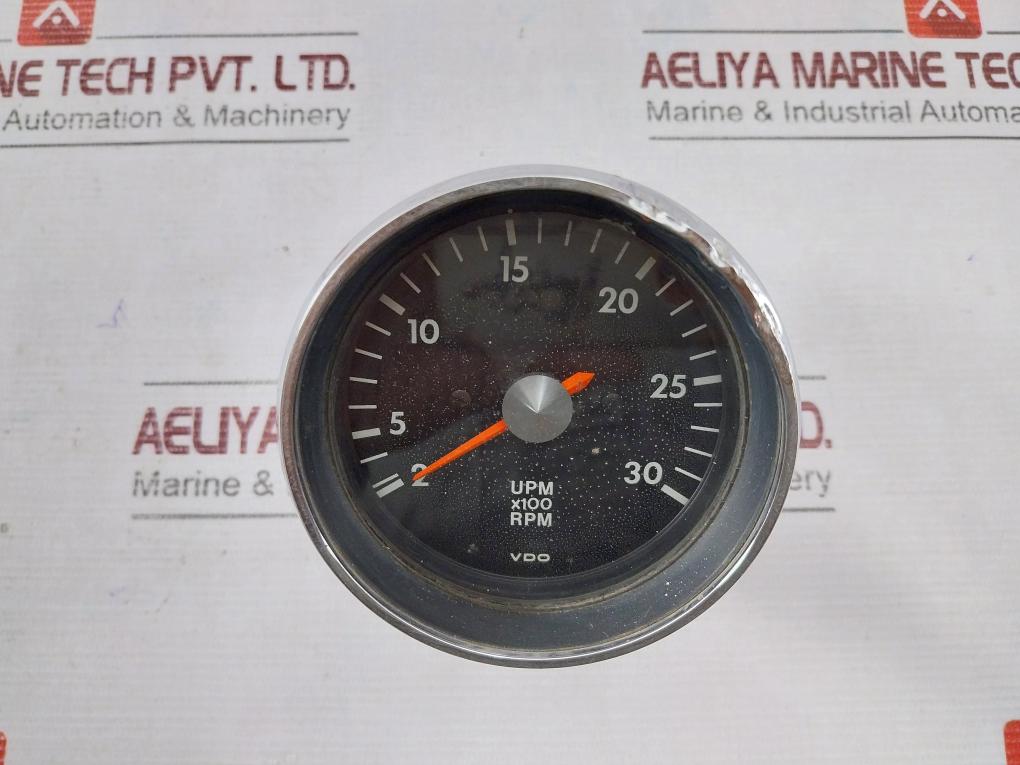 NE TECH PVT. LTD.
Automation & Machinery
AELIYA MARINE TEC
Marine & Industrial Automa
AELIYA
D.
Marine &
y
15
20
10
25
5
2
30
UPM
x100
RPM
VDO